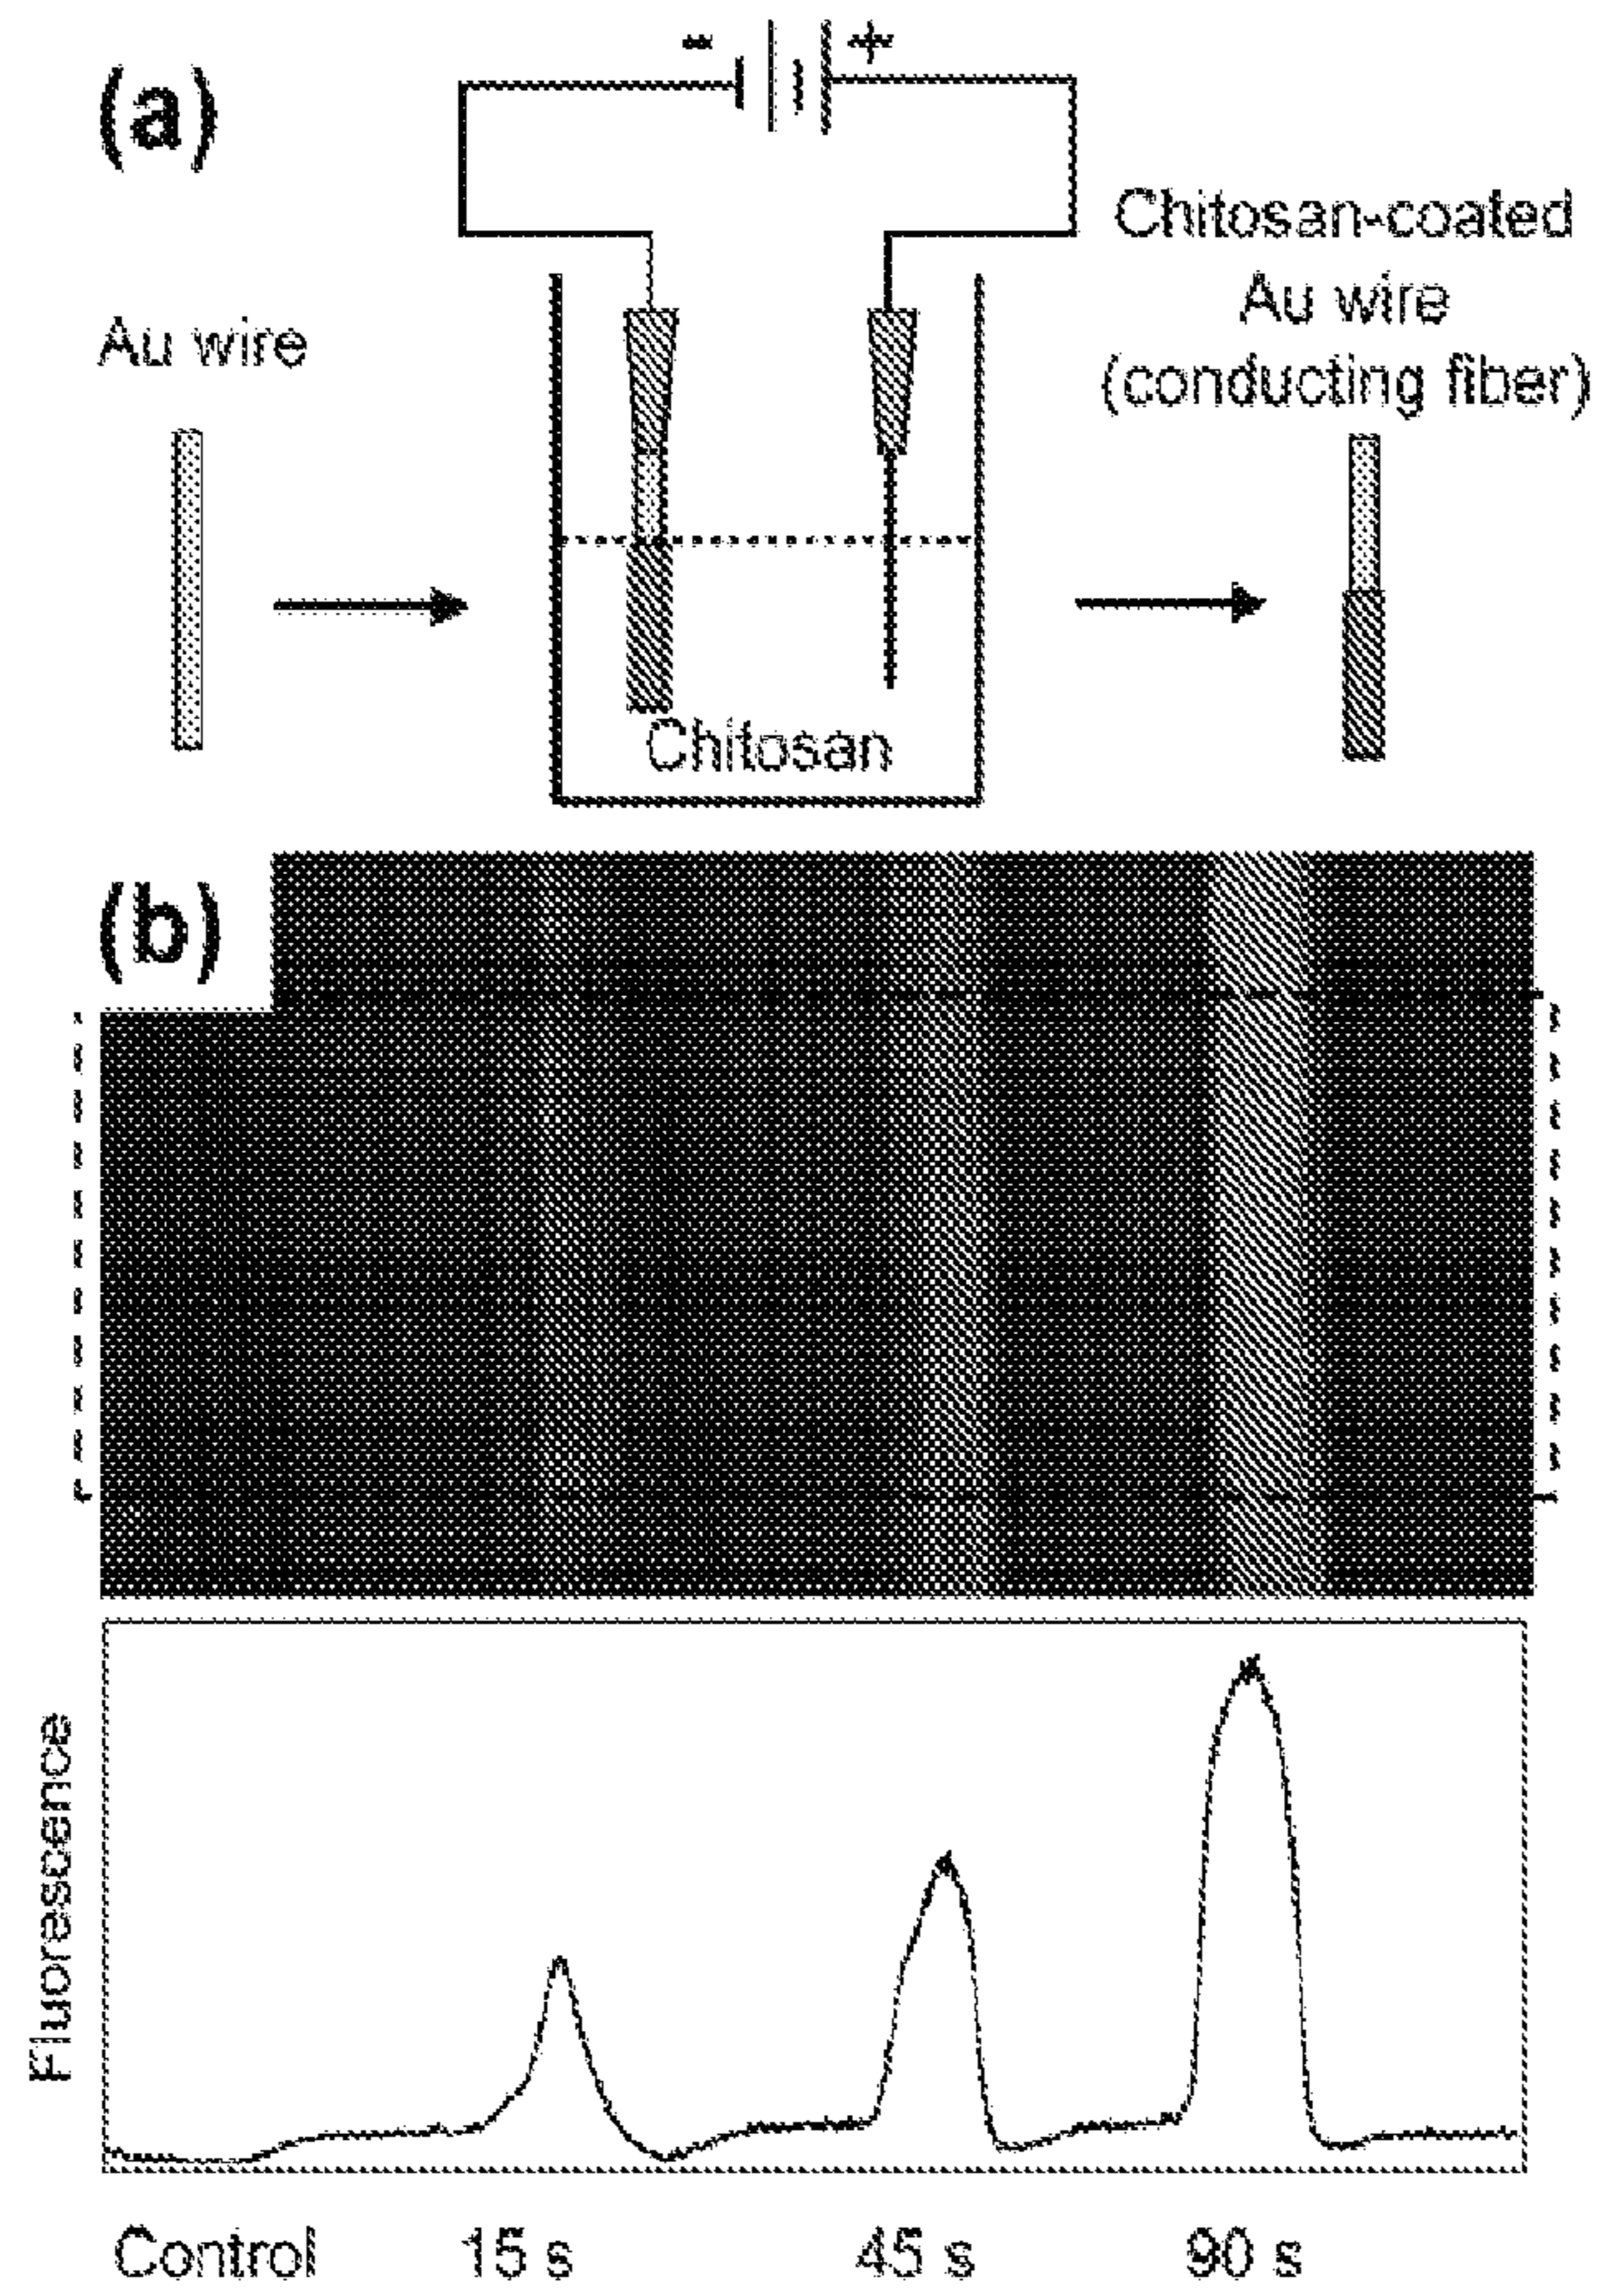 (a)
- +
Au wire
Chitosan-coated
Au wire
(conducting fiber)
Chitosan
(b)
Fluorescence
Control 15 s 45 s 90 s